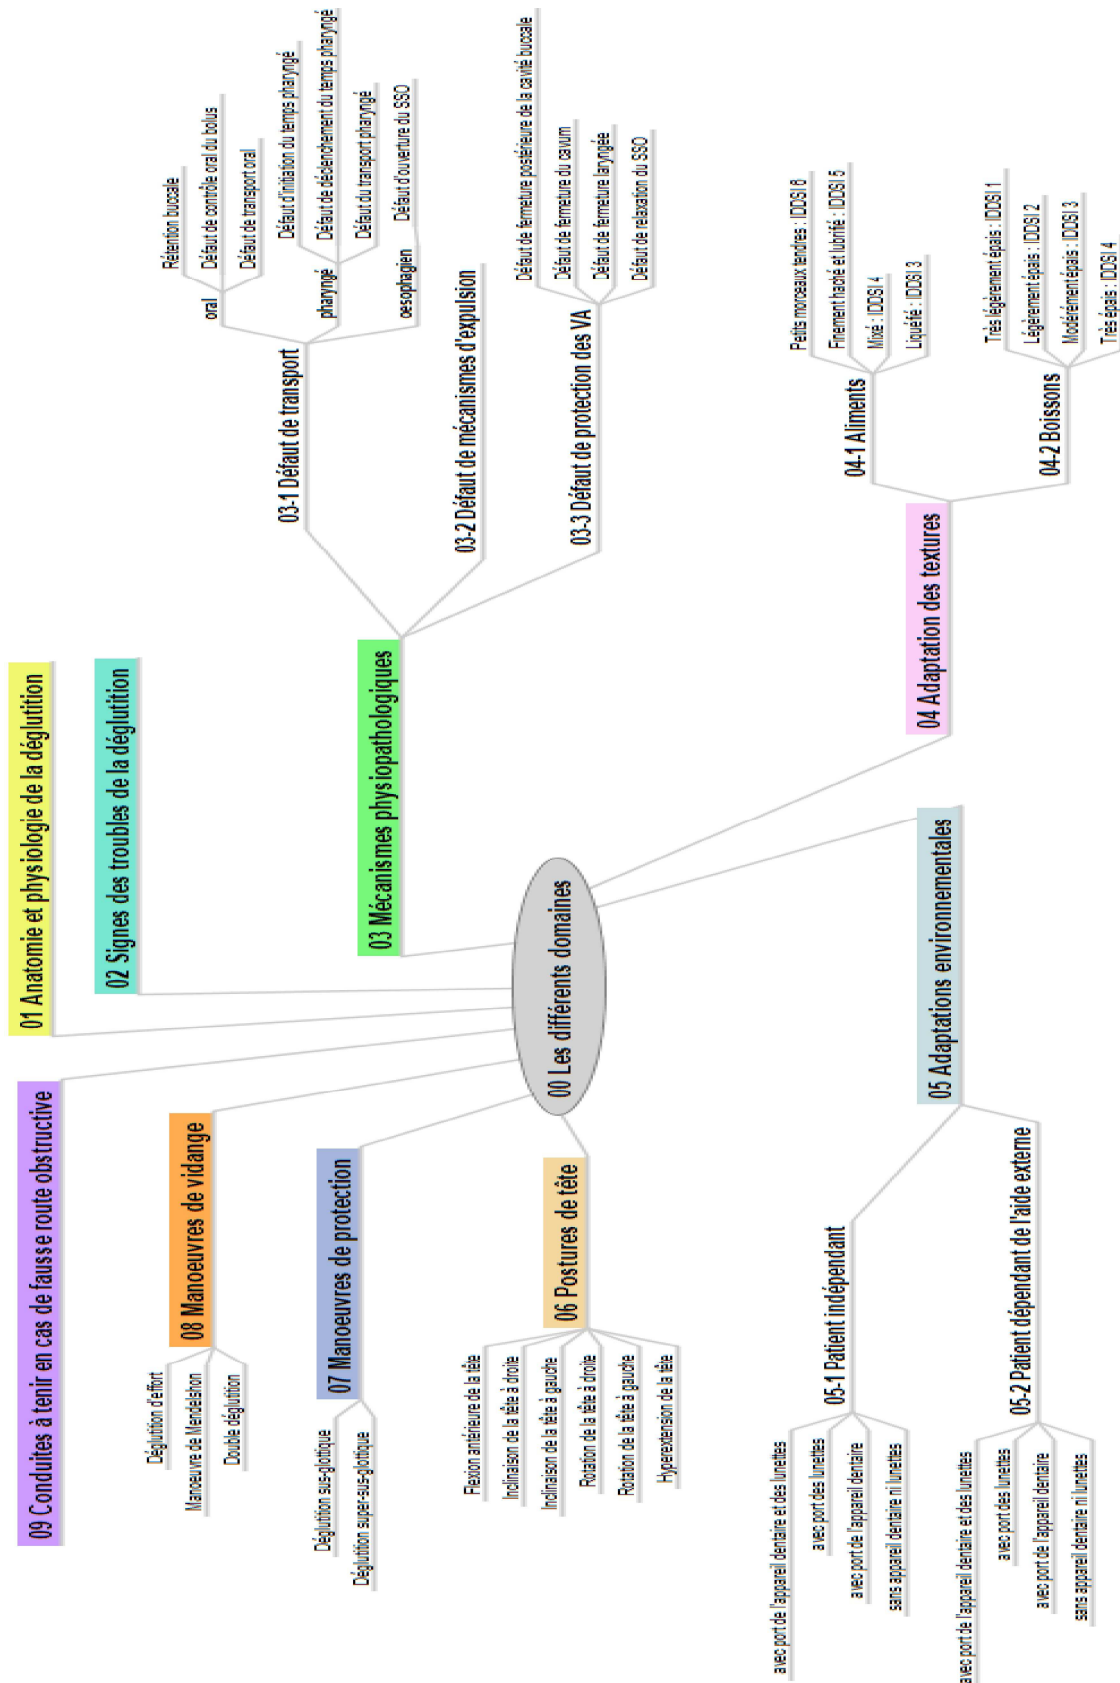 00 Les différents domaines
01 Anatomie et physiologie de la déglutition
02 Signes des troubles de la déglutition
03 Mécanismes physiopathologiques
03-1 Défaut de transport
oral
Rétention buccale
Défaut de contrôle oral du bolus
Défaut de transport oral
pharyngé
Défaut d'initiation du temps pharyngé
Défaut de déclenchement du temps pharyngé
Défaut du transport pharyngé
oesophagien
Défaut d'ouverture du SSO
03-2 Défaut de mécanismes d'expulsion
03-3 Défaut de protection des VA
Défaut de fermeture postérieure de la cavité buccale
Défaut de fermeture du cavum
Défaut de fermeture laryngée
Défaut de relaxation du SSO
04 Adaptation des textures
04-1 Aliments
Petits morceaux tendres : IDDSI 6
Finement haché et lubrifié : IDDSI 5
Mixé : IDDSI 4
Liquéfié : IDDSI 3
04-2 Boissons
Très légèrement épais : IDDSI 1
Légèrement épais : IDDSI 2
Modérément épais : IDDSI 3
Très épais : IDDSI 4
05 Adaptations environnementales
05-1 Patient indépendant
avec port de l'appareil dentaire et des lunettes
avec port des lunettes
avec port de l'appareil dentaire
sans appareil dentaire ni lunettes
05-2 Patient dépendant de l'aide externe
avec port de l'appareil dentaire et des lunettes
avec port des lunettes
avec port de l'appareil dentaire
sans appareil dentaire ni lunettes
06 Postures de tête
Flexion antérieure de la tête
Inclinaison de la tête à droite
Inclinaison de la tête à gauche
Rotation de la tête à droite
Rotation de la tête à gauche
Hyperextension de la tête
07 Manoeuvres de protection
Déglutition sus-glottique
Déglutition super-sus-glottique
08 Manoeuvres de vidange
Déglutition d'effort
Manoeuvre de Mendelshon
Double déglutition
09 Conduites à tenir en cas de fausse route obstructive